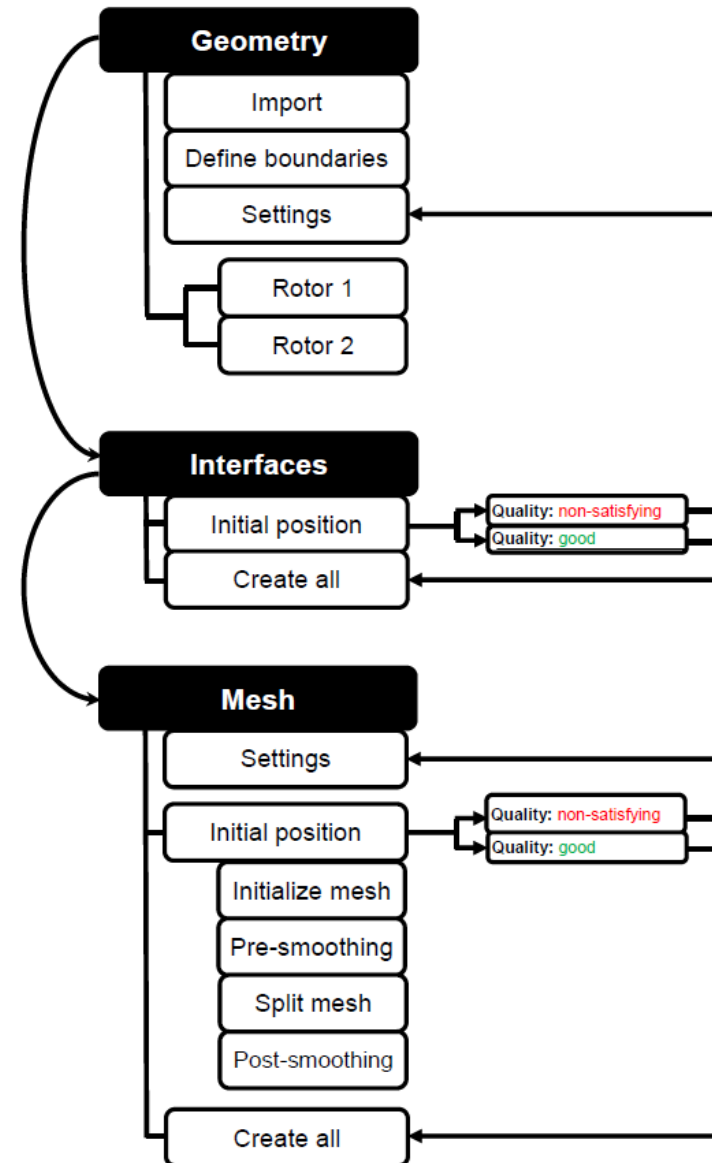 Geometry
Import
Define boundaries
Settings
Rotor 1
Rotor 2
Interfaces
Initial position
Quality: non-satisfying
Quality: good
Create all
Mesh
Settings
Initial position
Quality: non-satisfying
Quality: good
Initialize mesh
Pre-smoothing
Split mesh
Post-smoothing
Create all